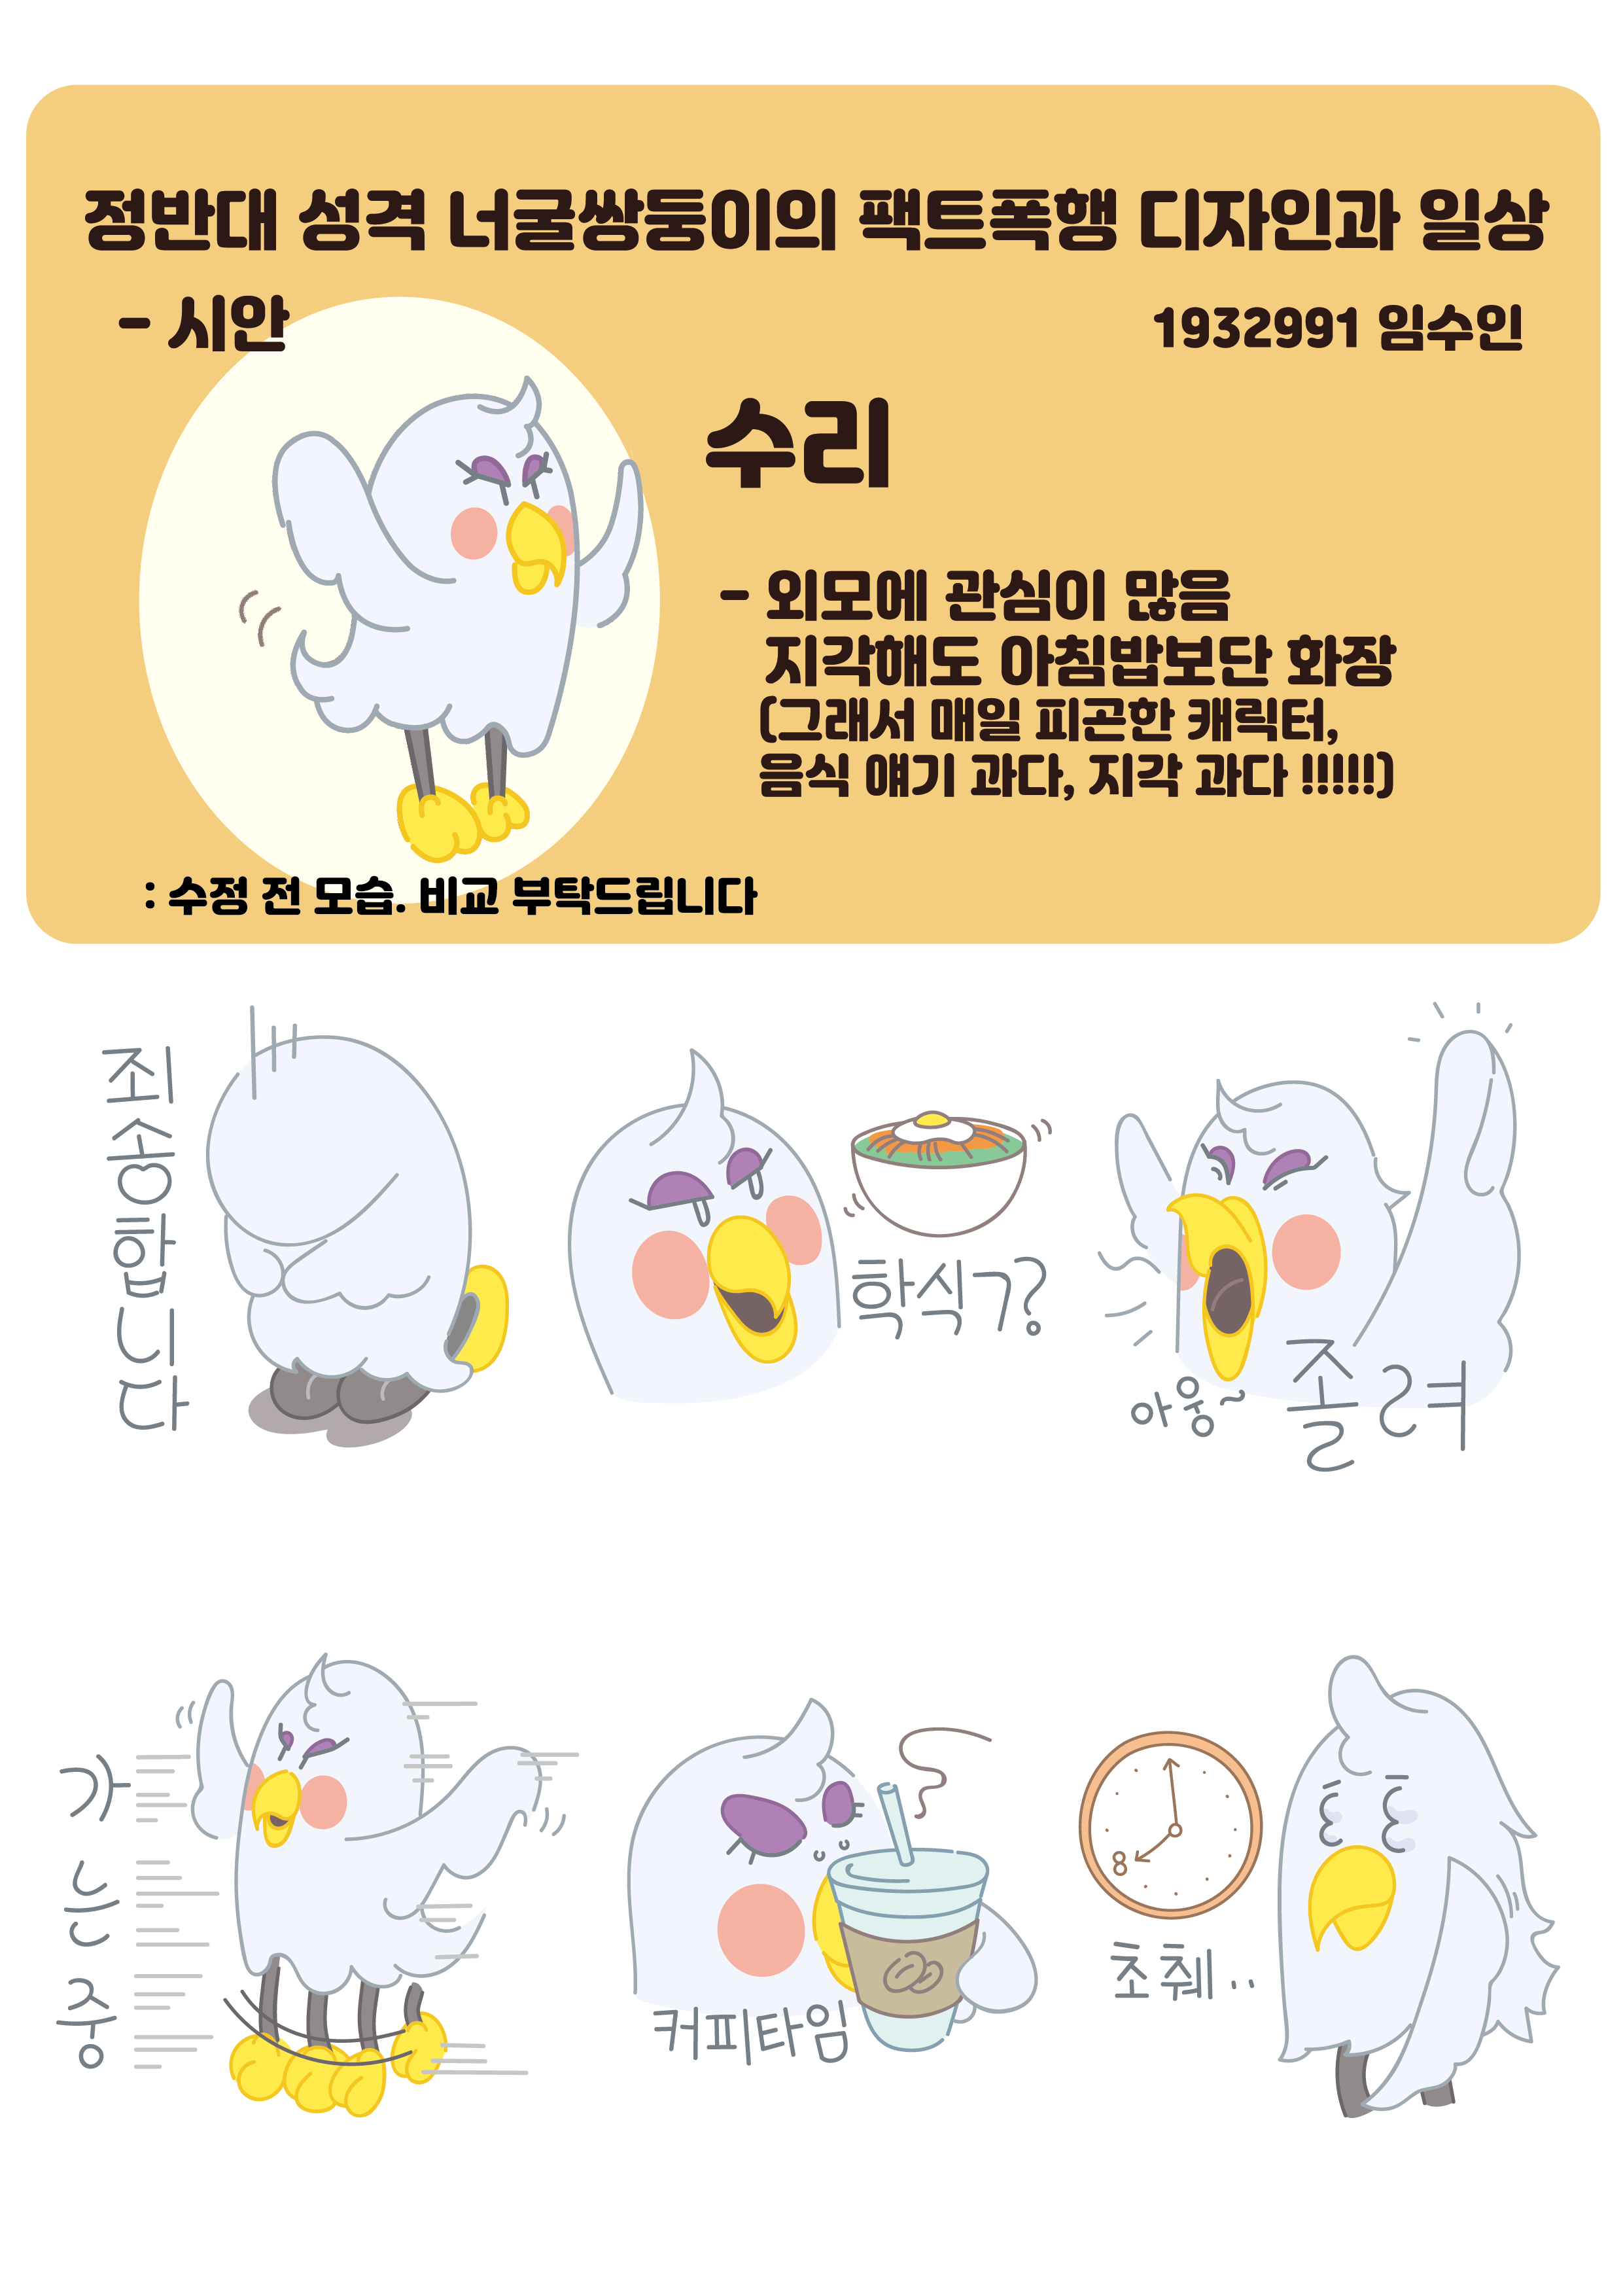 정반대 성격 너굴쌍둥이의 팩트폭행 디자인과 일상
- 시안
1932991 임수인
수리
- 외모에 관심이 많음
지각해도 아침밥보단 화장
(그래서 매일 피곤한 캐릭터,
음식 얘기 과다, 지각 과다 !!!!!)
: 수정 전 모습. 비교 부탁드립니다
죄송합니다
학식??
아웅~ 졸려
가는중
커피타임
8
초췌..